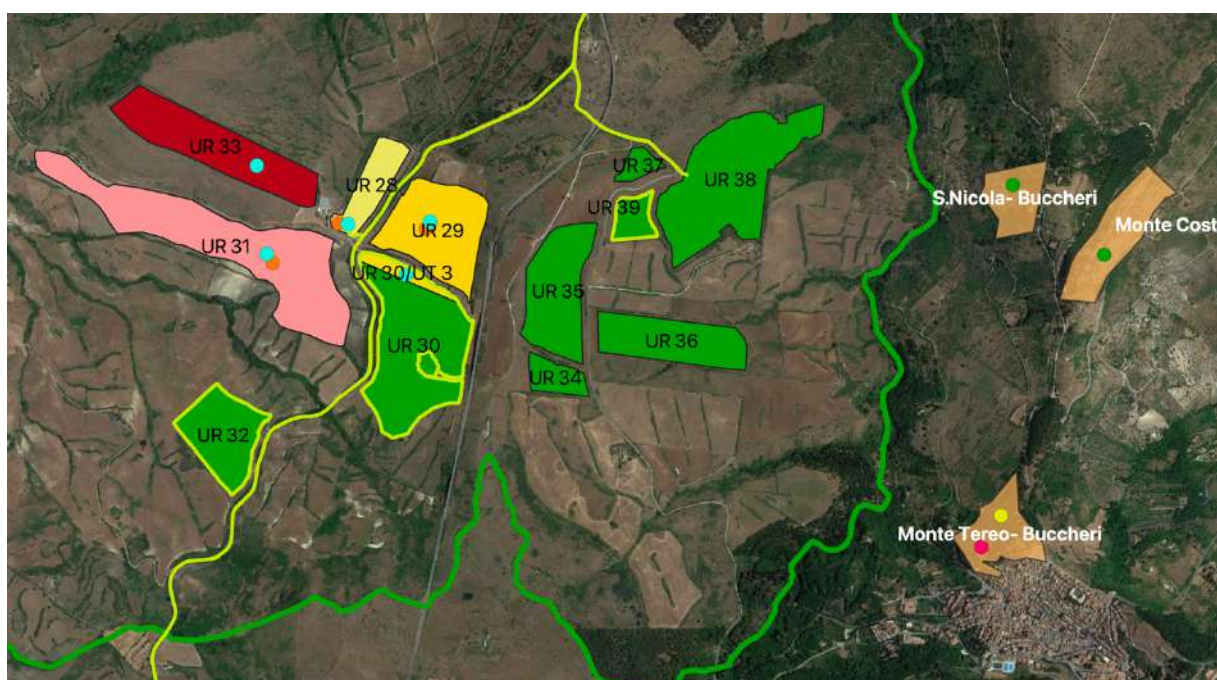 UR 33
UR 28
UR 37
UR 38
S.Nicola- Buccheri
UR 39
Monte Cost
UR 29
UR 31
UR 30/UT 3
UR 35
UR 30
UR 36
UR 34
UR 32
Monte Tereo- Buccheri